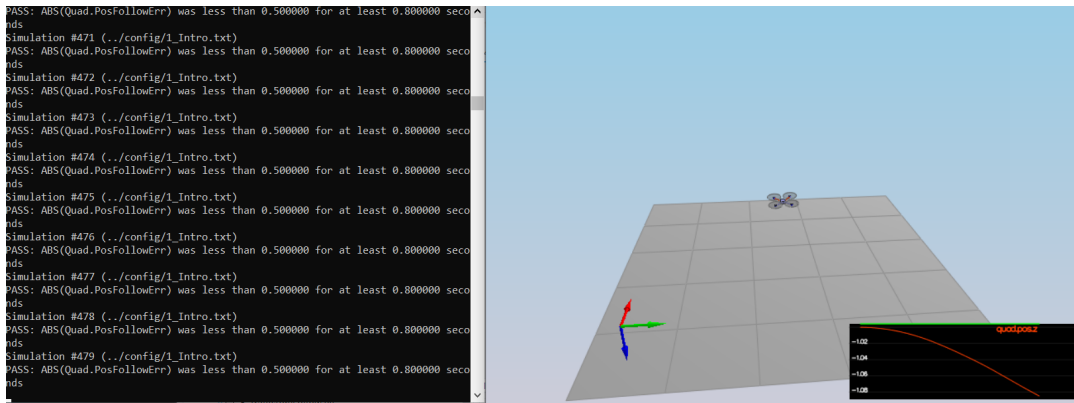 PASS: ABS(Quad.PosFollowErr) was less than 0.500000 for at least 0.800000 seco
nds
Simulation #471 (../config/1_Intro.txt)
PASS: ABS(Quad.PosFollowErr) was less than 0.500000 for at least 0.800000 seco
nds
Simulation #472 (../config/1_Intro.txt)
PASS: ABS(Quad.PosFollowErr) was less than 0.500000 for at least 0.800000 seco
nds
Simulation #473 (../config/1_Intro.txt)
PASS: ABS(Quad.PosFollowErr) was less than 0.500000 for at least 0.800000 seco
nds
Simulation #474 (../config/1_Intro.txt)
PASS: ABS(Quad.PosFollowErr) was less than 0.500000 for at least 0.800000 seco
nds
Simulation #475 (../config/1_Intro.txt)
PASS: ABS(Quad.PosFollowErr) was less than 0.500000 for at least 0.800000 seco
nds
Simulation #476 (../config/1_Intro.txt)
PASS: ABS(Quad.PosFollowErr) was less than 0.500000 for at least 0.800000 seco
nds
Simulation #477 (../config/1_Intro.txt)
PASS: ABS(Quad.PosFollowErr) was less than 0.500000 for at least 0.800000 seco
nds
Simulation #478 (../config/1_Intro.txt)
PASS: ABS(Quad.PosFollowErr) was less than 0.500000 for at least 0.800000 seco
nds
Simulation #479 (../config/1_Intro.txt)
PASS: ABS(Quad.PosFollowErr) was less than 0.500000 for at least 0.800000 seco
nds
quad.pos.z
-1.02
-1.04
-1.06
-1.08